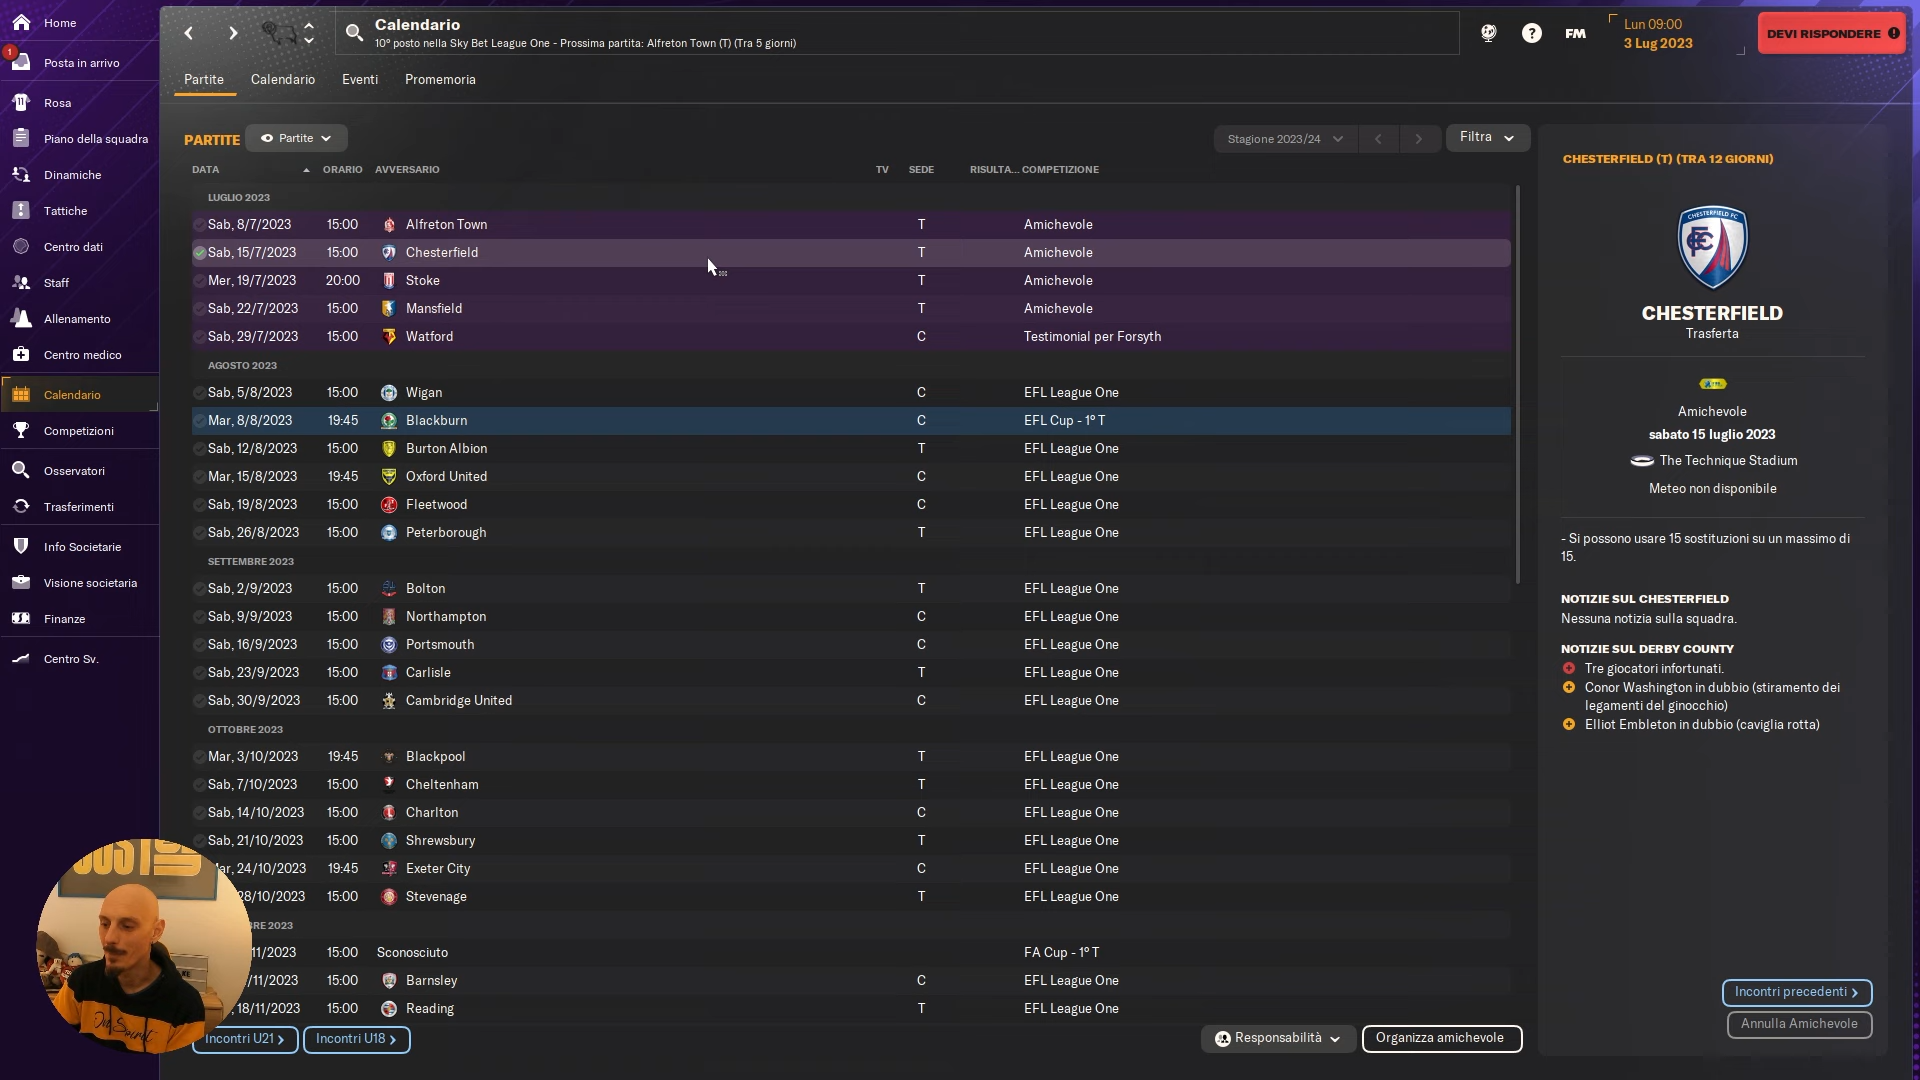 Home
1
Posta in arrivo
Rosa
Piano della squadra
Dinamiche
Tattiche
Centro dati
Staff
Allenamento
Centro medico
Calendario
Competizioni
Osservatori
Trasferimenti
Info Societarie
Visione societaria
Finanze
Centro Sv.
Calendario
10° posto nella Sky Bet League One - Prossima partita: Alfreton Town (T) (Tra 5 giorni)
FM
Lun 09:00
3 Lug 2023
DEVI RISPONDERE
Partite Calendario Eventi Promemoria
PARTITE Partite
Stagione 2023/24 Filtra
DATA ORARIO AVVERSARIO TV SEDE RISULTA... COMPETIZIONE
LUGLIO 2023
Sab, 8/7/2023 15:00 Alfreton Town T Amichevole
Sab, 15/7/2023 15:00 Chesterfield T Amichevole
Mer, 19/7/2023 20:00 Stoke T Amichevole
Sab, 22/7/2023 15:00 Mansfield T Amichevole
Sab, 29/7/2023 15:00 Watford C Testimonial per Forsyth
AGOSTO 2023
Sab, 5/8/2023 15:00 Wigan C EFL League One
Mar, 8/8/2023 19:45 Blackburn C EFL Cup - 1° T
Sab, 12/8/2023 15:00 Burton Albion T EFL League One
Mar, 15/8/2023 19:45 Oxford United C EFL League One
Sab, 19/8/2023 15:00 Fleetwood C EFL League One
Sab, 26/8/2023 15:00 Peterborough T EFL League One
SETTEMBRE 2023
Sab, 2/9/2023 15:00 Bolton T EFL League One
Sab, 9/9/2023 15:00 Northampton C EFL League One
Sab, 16/9/2023 15:00 Portsmouth C EFL League One
Sab, 23/9/2023 15:00 Carlisle T EFL League One
Sab, 30/9/2023 15:00 Cambridge United C EFL League One
OTTOBRE 2023
Mar, 3/10/2023 19:45 Blackpool T EFL League One
Sab, 7/10/2023 15:00 Cheltenham T EFL League One
Sab, 14/10/2023 15:00 Charlton C EFL League One
Sab, 21/10/2023 15:00 Shrewsbury T EFL League One
ar, 24/10/2023 19:45 Exeter City C EFL League One
28/10/2023 15:00 Stevenage T EFL League One
BRE 2023
11/2023 15:00 Sconosciuto FA Cup - 1° T
/11/2023 15:00 Barnsley C EFL League One
, 18/11/2023 15:00 Reading T EFL League One
Incontri U21 Incontri U18
Responsabilità Organizza amichevole
CHESTERFIELD (T) (TRA 12 GIORNI)
CHESTERFIELD FC
CHESTERFIELD
Trasferta
Amichevole
sabato 15 luglio 2023
The Technique Stadium
Meteo non disponibile
- Si possono usare 15 sostituzioni su un massimo di
15.
NOTIZIE SUL CHESTERFIELD
Nessuna notizia sulla squadra.
NOTIZIE SUL DERBY COUNTY
Tre giocatori infortunati.
Conor Washington in dubbio (stiramento dei
legamenti del ginocchio)
Elliot Embleton in dubbio (caviglia rotta)
Incontri precedenti
Annulla Amichevole